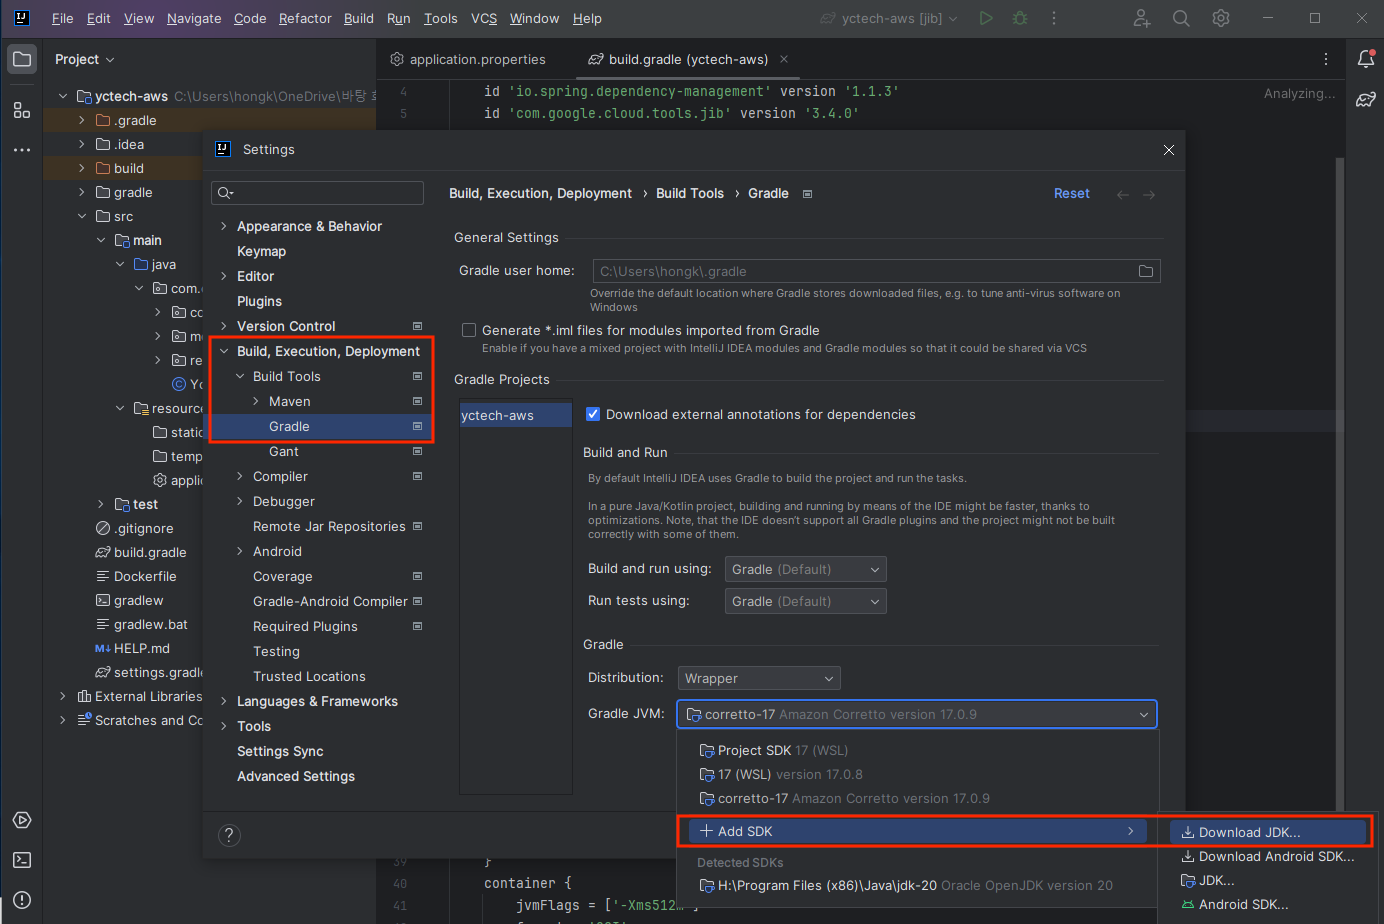 File Edit View Navigate Code Refactor Build Run Tools VCS Window Help
yctech-aws [jib]
Project
application.properties
build.gradle (yctech-aws)
yctech-aws C:\Users\hongk\OneDrive\바탕
.gradle
.idea
build
gradle
src
main
java
com.
co
mo
re
Yc
resource
static
temp
applic
test
.gitignore
build.gradle
Dockerfile
gradlew
gradlew.bat
M↓ HELP.md
settings.gradle
External Libraries
Scratches and Co
4 id 'io.spring.dependency-management' version '1.1.3'
5 id 'com.google.cloud.tools.jib' version '3.4.0'
Analyzing...
Settings
Appearance & Behavior
Keymap
Editor
Plugins
Version Control
Build, Execution, Deployment
Build Tools
Maven
Gradle
Gant
Compiler
Debugger
Remote Jar Repositories
Android
Coverage
Gradle-Android Compiler
Required Plugins
Testing
Trusted Locations
Languages & Frameworks
Tools
Settings Sync
Advanced Settings
?
Build, Execution, Deployment › Build Tools › Gradle
Reset ← →
General Settings
Gradle user home: C:\Users\hongk\.gradle
Override the default location where Gradle stores downloaded files, e.g. to tune anti-virus software on
Windows
Generate *.iml files for modules imported from Gradle
Enable if you have a mixed project with IntelliJ IDEA modules and Gradle modules so that it could be shared via VCS
Gradle Projects
yctech-aws
Download external annotations for dependencies
Build and Run
By default IntelliJ IDEA uses Gradle to build the project and run the tasks.
In a pure Java/Kotlin project, building and running by means of the IDE might be faster, thanks to
optimizations. Note, that the IDE doesn't support all Gradle plugins and the project might not be built
correctly with some of them.
Build and run using: Gradle (Default)
Run tests using: Gradle (Default)
Gradle
Distribution: Wrapper
Gradle JVM: corretto-17 Amazon Corretto version 17.0.9
Project SDK 17 (WSL)
17 (WSL) version 17.0.8
corretto-17 Amazon Corretto version 17.0.9
Add SDK
Detected SDKs
H:\Program Files (x86)\Java\jdk-20 Oracle OpenJDK version 20
Download JDK...
Download Android SDK...
JDK...
Android SDK...
39 }
40 container {
41 jvmFlags = ['-Xms512m'